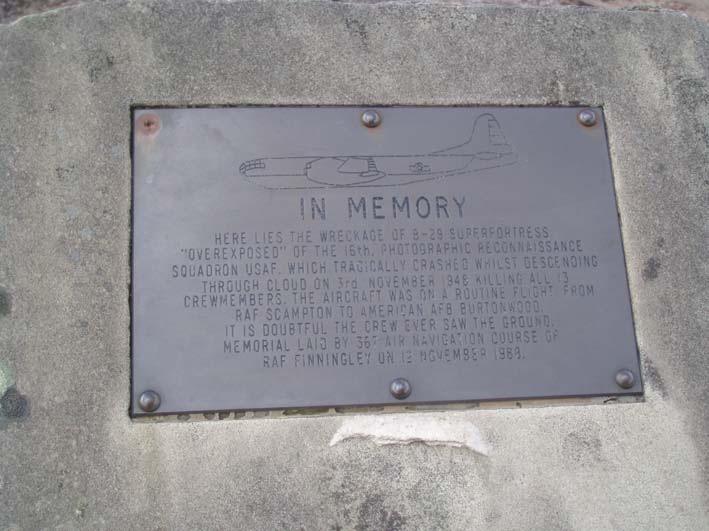 IN MEMORY
HERE LIES THE WRECKAGE OF B-29 SUPERFORTRESS
"OVEREXPOSED" OF THE 16th. PHOTOGRAPHIC RECONNAISSANCE
SQUADRON USAF, WHICH TRAGICALLY CRASHED WHILST DESCENDING
THROUGH CLOUD ON 3rd. NOVEMBER 1948 KILLING ALL 13
CREWMEMBERS. THE AIRCRAFT WAS ON A ROUTINE FLIGHT FROM
RAF SCAMPTON TO AMERICAN AFB BURTONWOOD.
IT IS DOUBTFUL THE CREW EVER SAW THE GROUND.
MEMORIAL LAID BY 367 AIR NAVIGATION COURSE OF
RAF FINNINGLEY ON 12 NOVEMBER 1988.